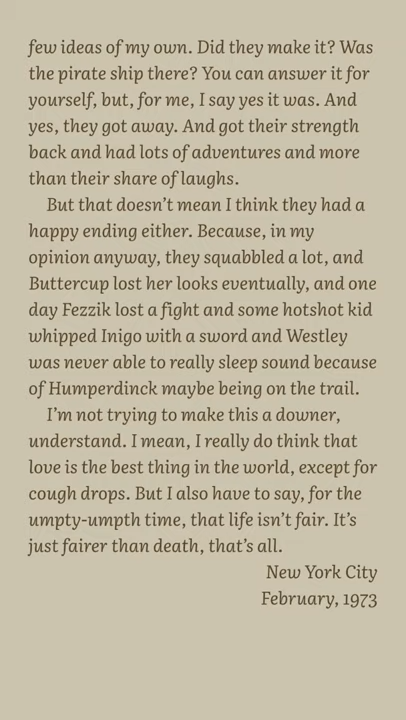 few ideas of my own. Did they make it? Was
the pirate ship there? You can answer it for
yourself, but, for me, I say yes it was. And
yes, they got away. And got their strength
back and had lots of adventures and more
than their share of laughs.
But that doesn’t mean I think they had a
happy ending either. Because, in my
opinion anyway, they squabbled a lot, and
Buttercup lost her looks eventually, and one
day Fezzik lost a fight and some hotshot kid
whipped Inigo with a sword and Westley
was never able to really sleep sound because
of Humperdinck maybe being on the trail.
I’m not trying to make this a downer,
understand. I mean, I really do think that
love is the best thing in the world, except for
cough drops. But I also have to say, for the
umpty-umpth time, that life isn’t fair. It’s
just fairer than death, that’s all.
New York City
February, 1973